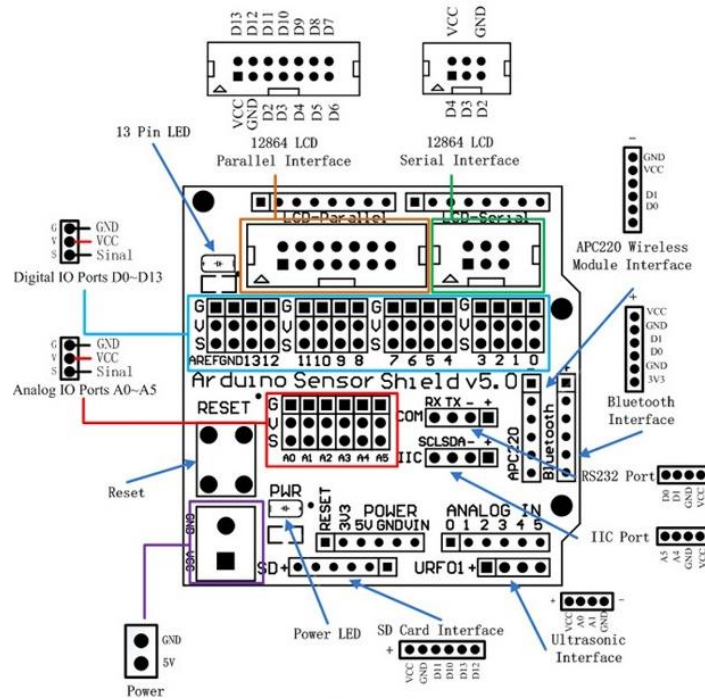 D13 D12 D11 D10 D9 D8 D7
VCC GND D2 D3 D4 D5 D6
VCC GND
D4 D3 D2
13 Pin LED
12864 LCD
Parallel Interface
12864 LCD
Serial Interface
-
GND
VCC
D1
D0
APC220 Wireless
Module Interface
G GND
V VCC
S Sinal
Digital IO Ports D0~D13
G GND
V VCC
S Sinal
Analog IO Ports A0~A5
LCD-Parallel
LCD-Serial
G G G G
V V V V
S S S S
AREF GND 13 12 11 10 9 8 7 6 5 4 3 2 1 0
Arduino Sensor Shield v5.0
+
VCC
GND
D1
D0
GND
3V3
Bluetooth
Interface
RESET
G
V
S
A0 A1 A2 A3 A4 A5
RX TX - +
COM
SCL SDA - +
IIC
- +
APC220
Bluetooth
RS232 Port
D0 D1 GND VCC
Reset
PWR
RESET 3V3 5V GND VIN
POWER
ANALOG IN
0 1 2 3 4 5
IIC Port
A5 A4 GND VCC
GND
VCC
SD+
URF01+
Power LED
SD Card Interface
+
VCC GND D11 D10 D13 D12
+ -
VCC A0 A1 GND
Ultrasonic
Interface
GND
5V
Power